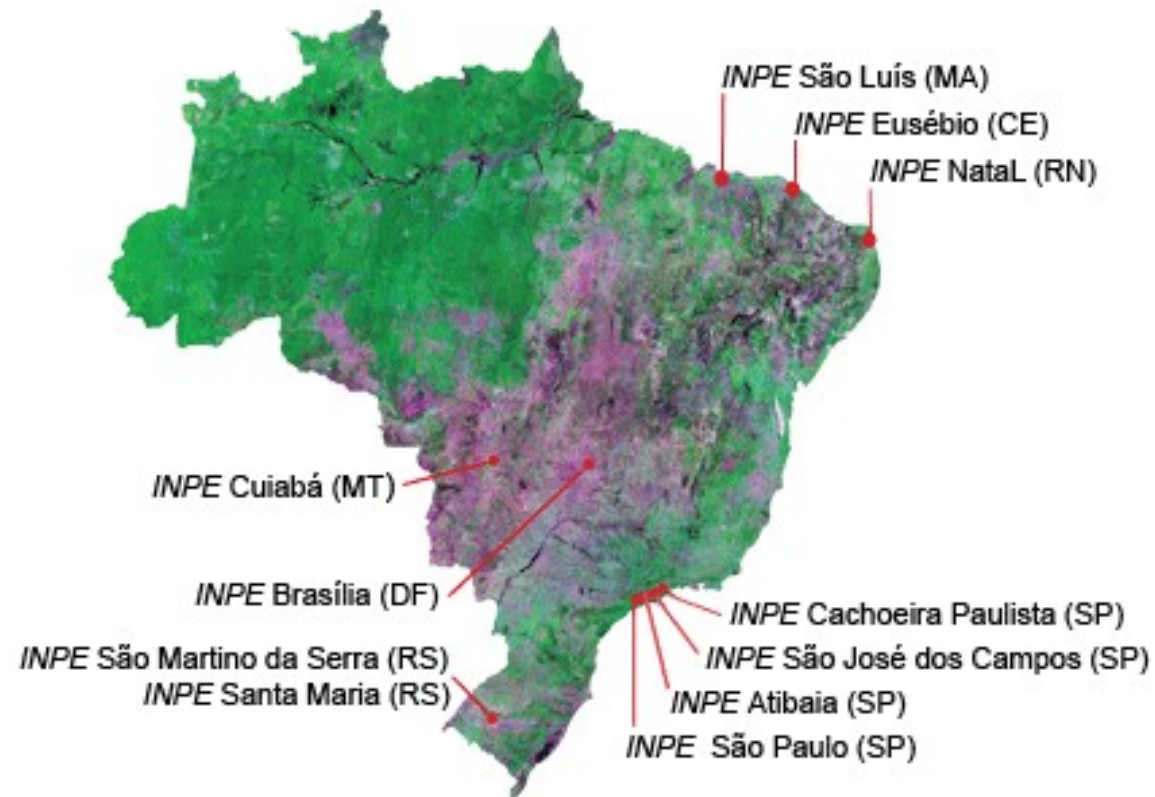 INPE São Luís (MA)
INPE Eusébio (CE)
INPE NataL (RN)
INPE Cuiabá (MT)
INPE Brasília (DF)
INPE Cachoeira Paulista (SP)
INPE São José dos Campos (SP)
INPE São Martino da Serra (RS)
INPE Santa Maria (RS)
INPE Atibaia (SP)
INPE São Paulo (SP)